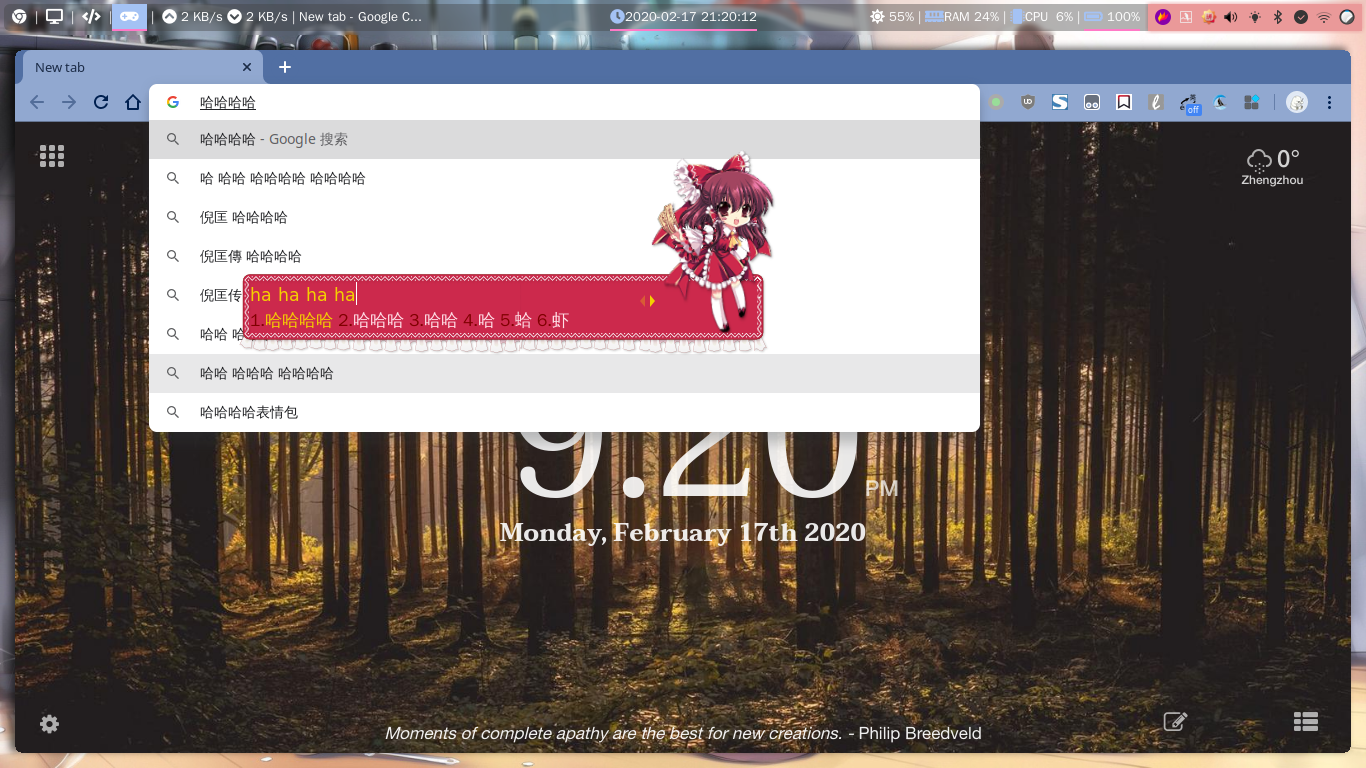 2 KB/s 2 KB/s | New tab - Google C...
2020-02-17 21:20:12
55% | RAM 24% | CPU 6% | 100%
New tab
哈哈哈哈
off
哈哈哈哈 - Google 搜索
哈 哈哈 哈哈哈哈 哈哈哈哈
倪匡 哈哈哈哈
倪匡傳 哈哈哈哈
倪匡传
哈哈
哈哈 哈哈哈 哈哈哈哈
哈哈哈哈表情包
ha ha ha ha
1.哈哈哈哈 2.哈哈哈 3.哈哈 4.哈 5.蛤 6.虾
0°
Zhengzhou
9:20 PM
Monday, February 17th 2020
Moments of complete apathy are the best for new creations. - Philip Breedveld